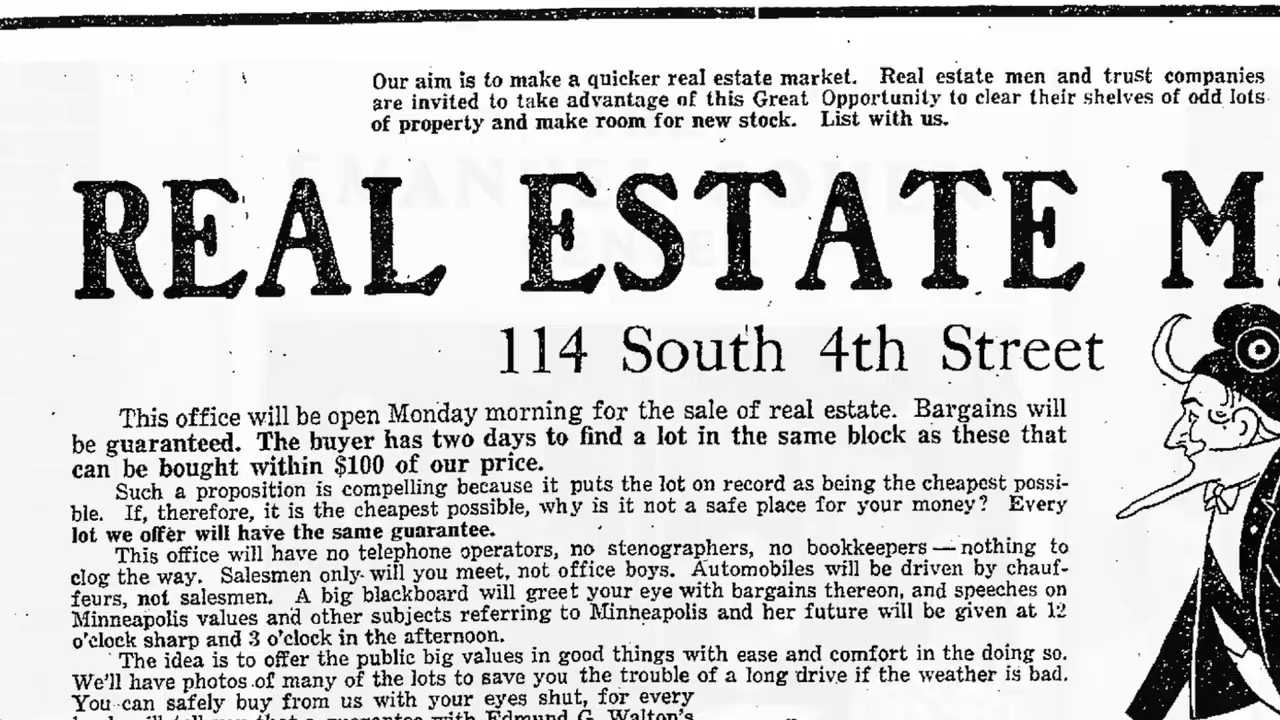 Our aim is to make a quicker real estate market. Real estate men and trust companies
are invited to take advantage of this Great Opportunity to clear their shelves of odd lots
of property and make room for new stock. List with us.
REAL ESTATE M
114 South 4th Street
This office will be open Monday morning for the sale of real estate. Bargains will
be guaranteed. The buyer has two days to find a lot in the same block as these that
can be bought within $100 of our price.
Such a proposition is compelling because it puts the lot on record as being the cheapest possi-
ble. If, therefore, it is the cheapest possible, why is it not a safe place for your money? Every
lot we offer will have the same guarantee.
This office will have no telephone operators, no stenographers, no bookkeepers — nothing to
clog the way. Salesmen only will you meet, not office boys. Automobiles will be driven by chauf-
feurs, not salesmen. A big blackboard will greet your eye with bargains thereon, and speeches on
Minneapolis values and other subjects referring to Minneapolis and her future will be given at 12
o'clock sharp and 3 o'clock in the afternoon.
The idea is to offer the public big values in good things with ease and comfort in the doing so.
We'll have photos of many of the lots to save you the trouble of a long drive if the weather is bad.
You can safely buy from us with your eyes shut, for every
will tell you that a guarantee with Edmund G. Walton's